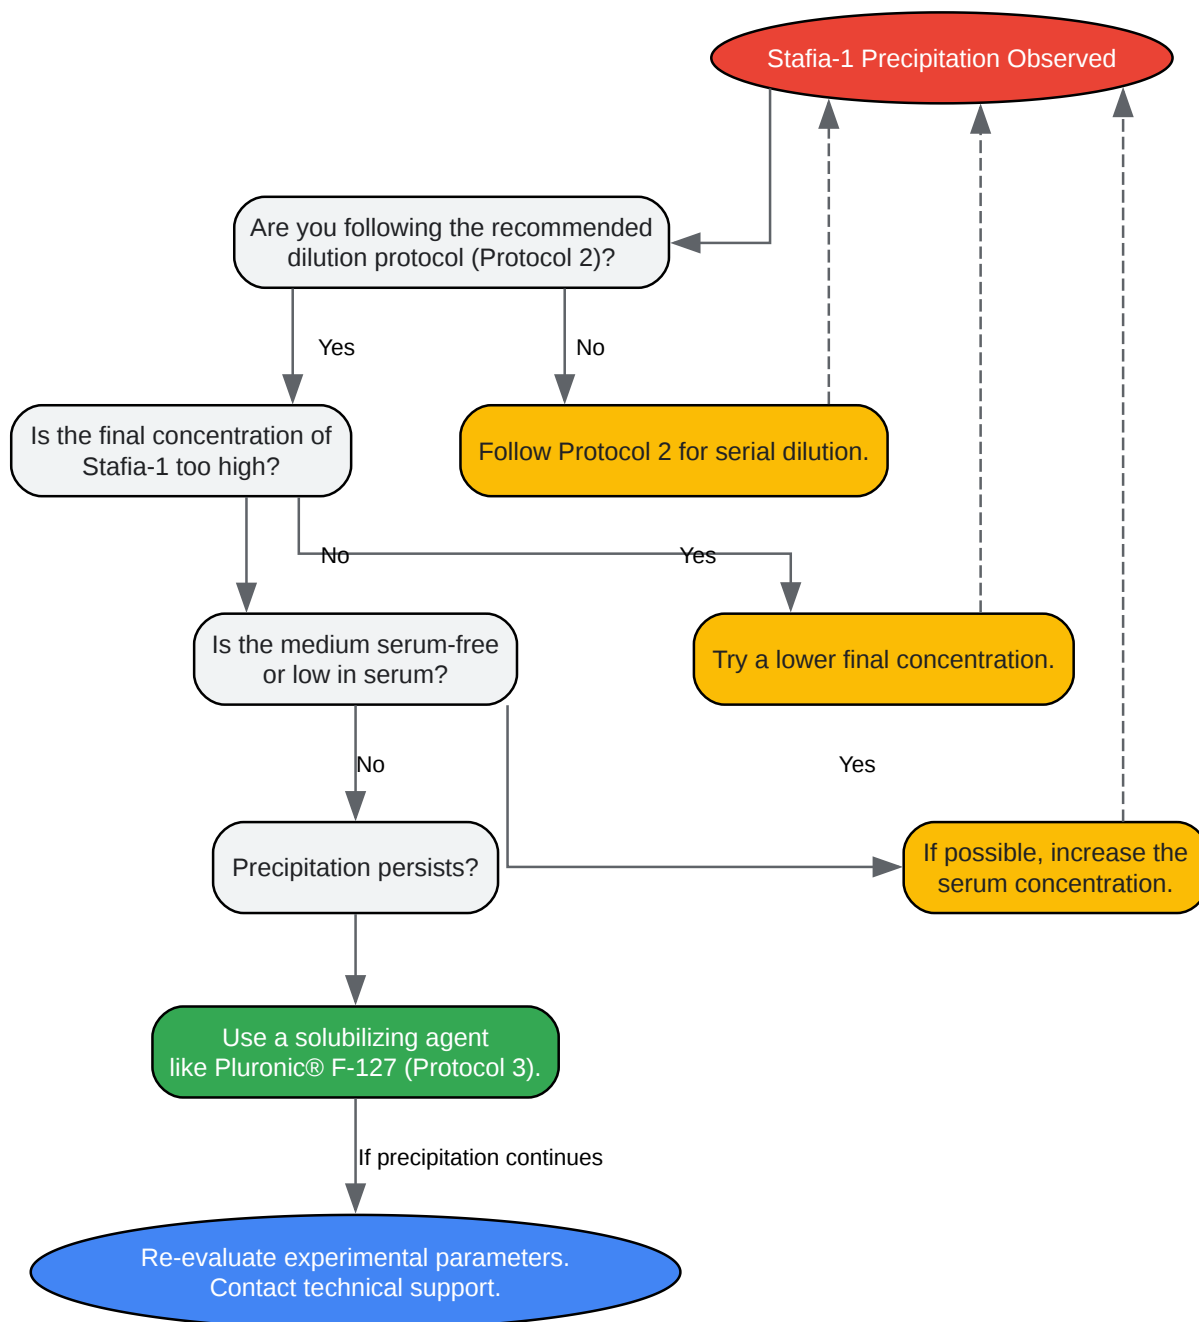 Stafia-1 Precipitation Observed
Are you following the recommended
dilution protocol (Protocol 2)?
Yes
No
Is the final concentration of
Stafia-1 too high?
Follow Protocol 2 for serial dilution.
No
Yes
Is the medium serum-free
or low in serum?
Try a lower final concentration.
No
Yes
Precipitation persists?
If possible, increase the
serum concentration.
Use a solubilizing agent
like Pluronic® F-127 (Protocol 3).
If precipitation continues
Re-evaluate experimental parameters.
Contact technical support.